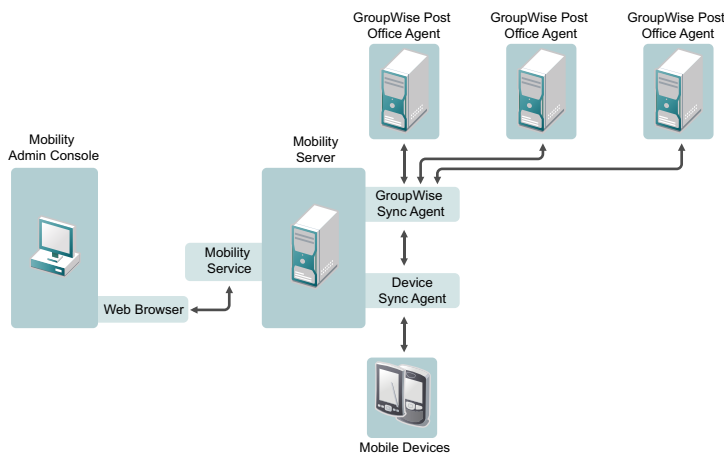 GroupWise Post
Office Agent
GroupWise Post
Office Agent
GroupWise Post
Office Agent
Mobility
Admin Console
Mobility
Server
GroupWise
Sync Agent
Mobility
Service
Device
Sync Agent
Web Browser
Mobile Devices